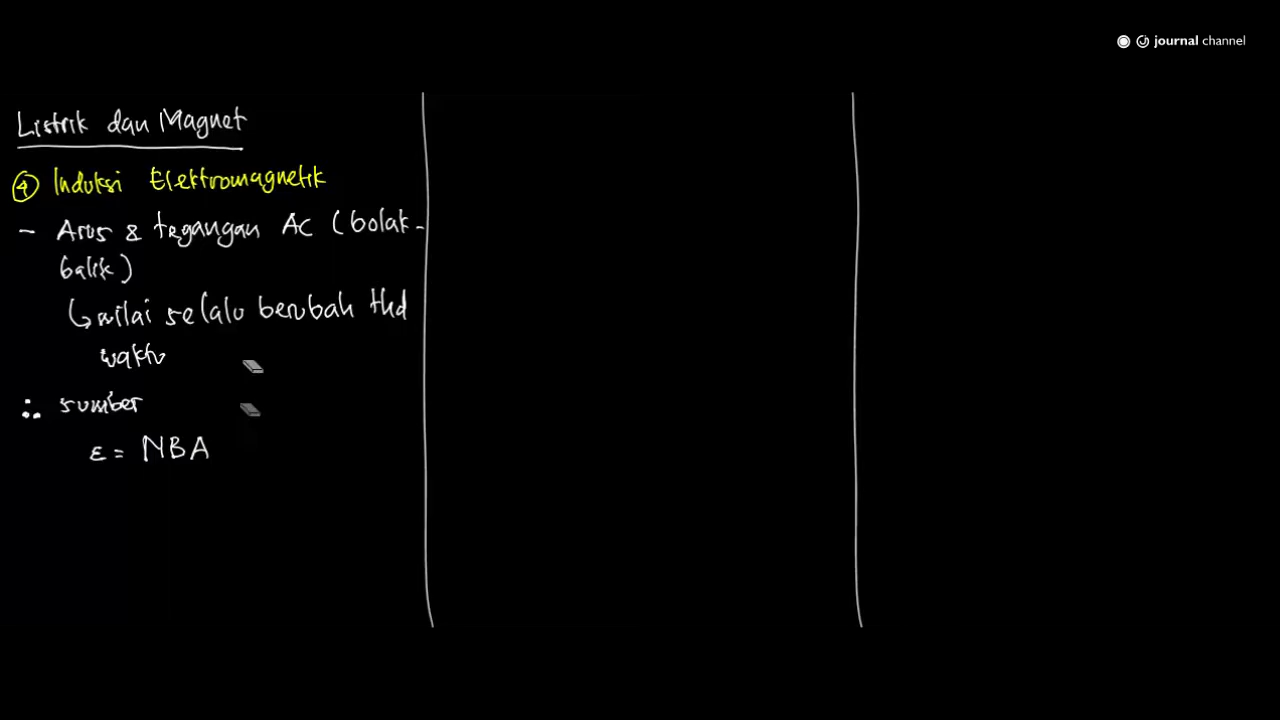 journal channel
Listrik dan Magnet
④ Induksi Elektromagnetik
- Arus & tegangan AC (bolak-
balik)
↳ nilai selalu berubah thd
waktu
∴ sumber
ε = NBA